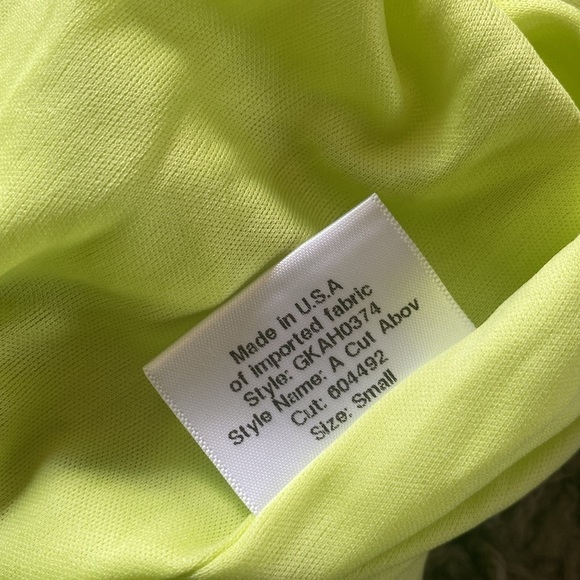 Made in U.S.A
of imported fabric
Style: GKAH0374
Style Name: A Cut Abov
Cut: 604492
Size: Small